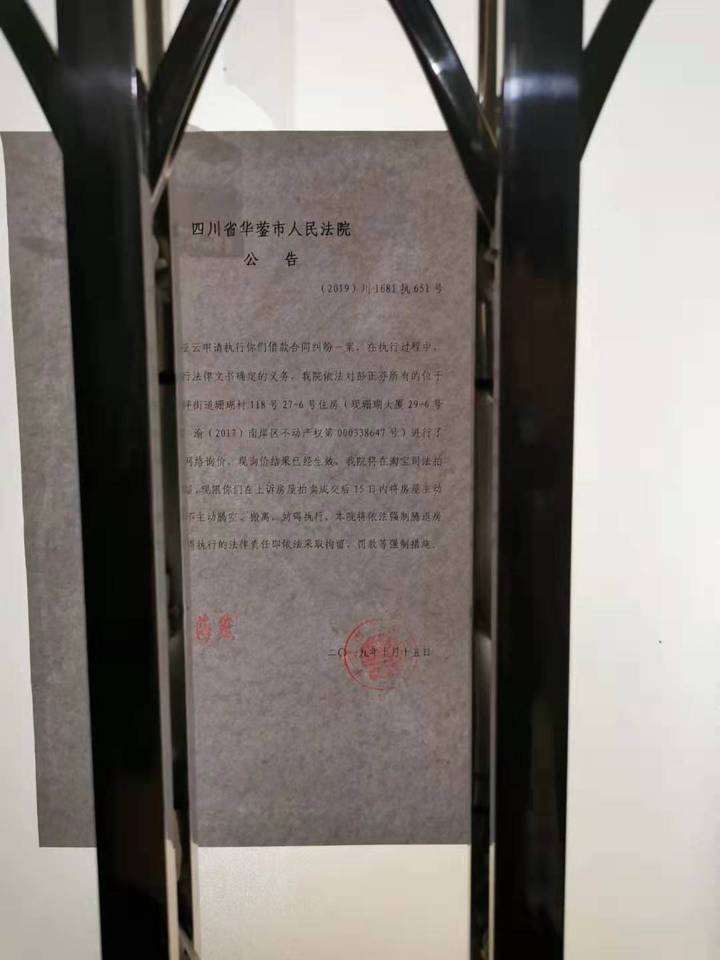 四川省华蓥市人民法院
公 告
（2019）川1681执651号
云申请执行你们借款合同纠纷一案，在执行过程中，
法律文书确定的义务，我院依法对彭正芬所有的位于
街道珊瑚村118号27-6号住房（现珊瑚大厦29-6号
渝（2017）南岸区不动产权第000338647号）进行了
网络询价，现询价结果已经生效，我院将在淘宝司法拍
现限你们在上诉房屋拍卖成交后15日内将房屋主动
主动腾空、搬离，妨碍执行，本院将依法强制腾退房
执行的法律责任即依法采取拘留、罚款等强制措施。
二〇一九年十月十五日